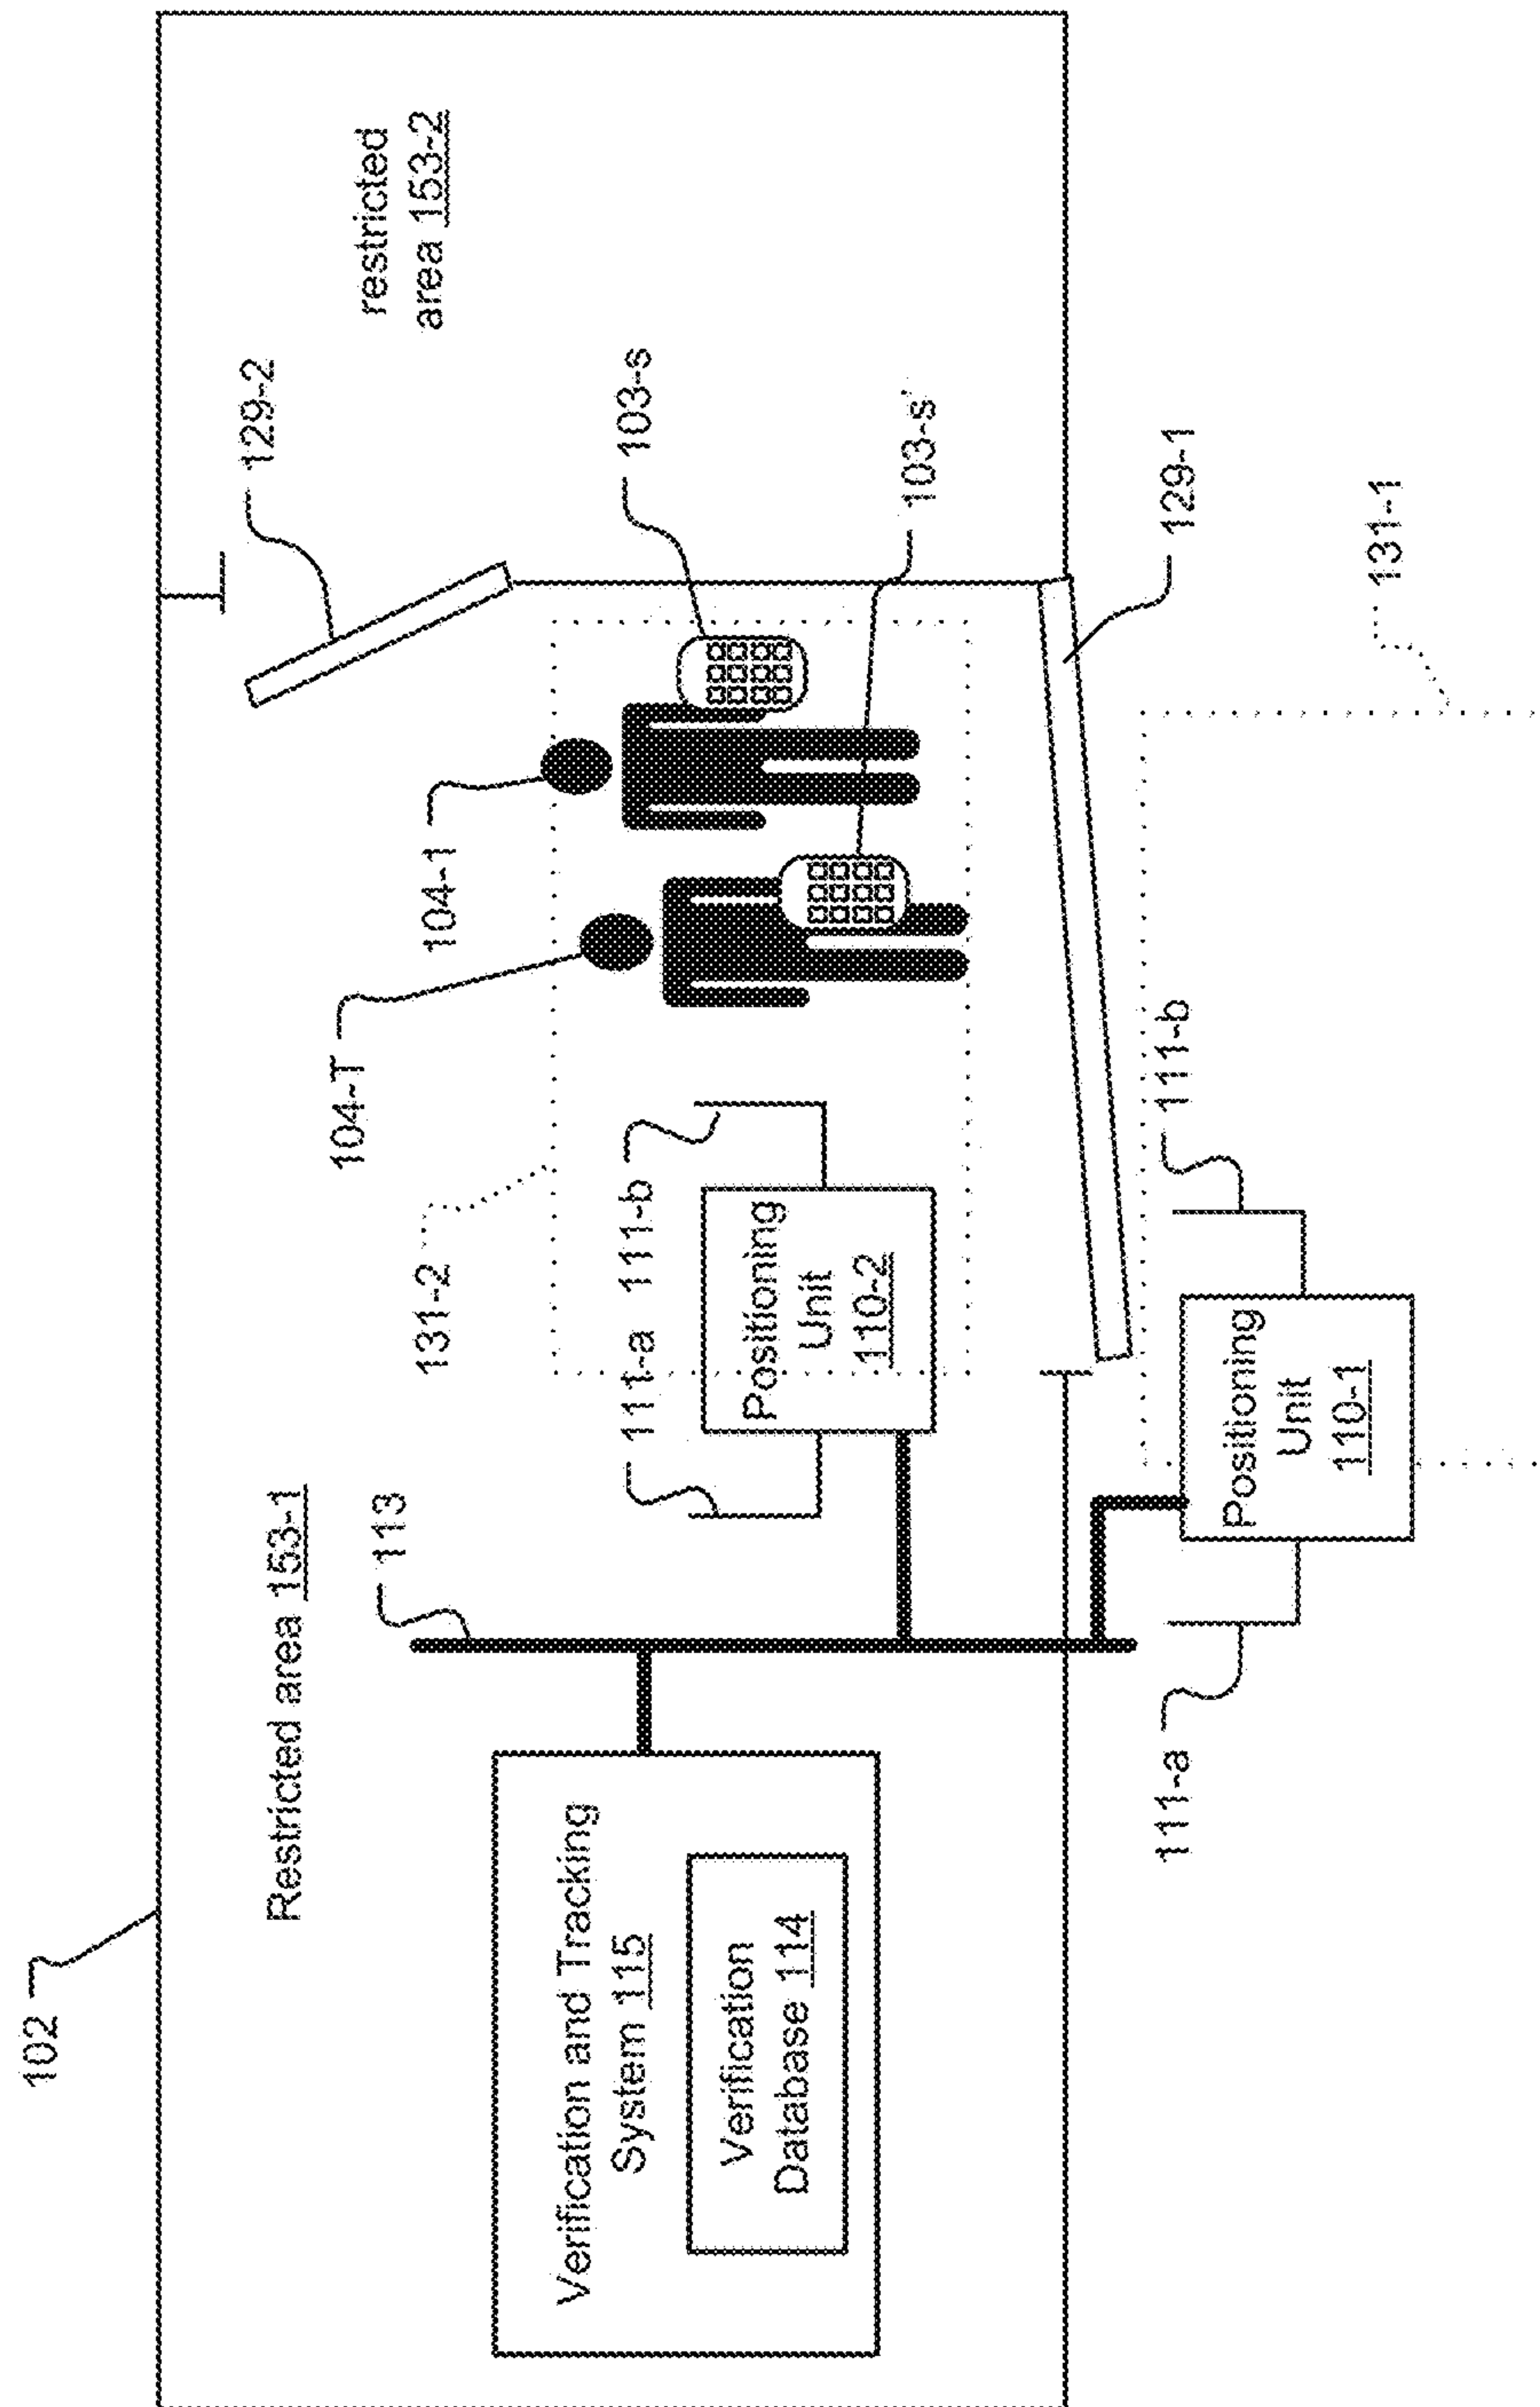 102
Restricted area 153-1
restricted
area 153-2
129-2
113
131-2
104-T
104-1
103-s
103-s'
129-1
131-1
Verification and Tracking
System 115
Verification
Database 114
111-a
111-b
Positioning
Unit
110-2
111-a
111-b
Positioning
Unit
110-1